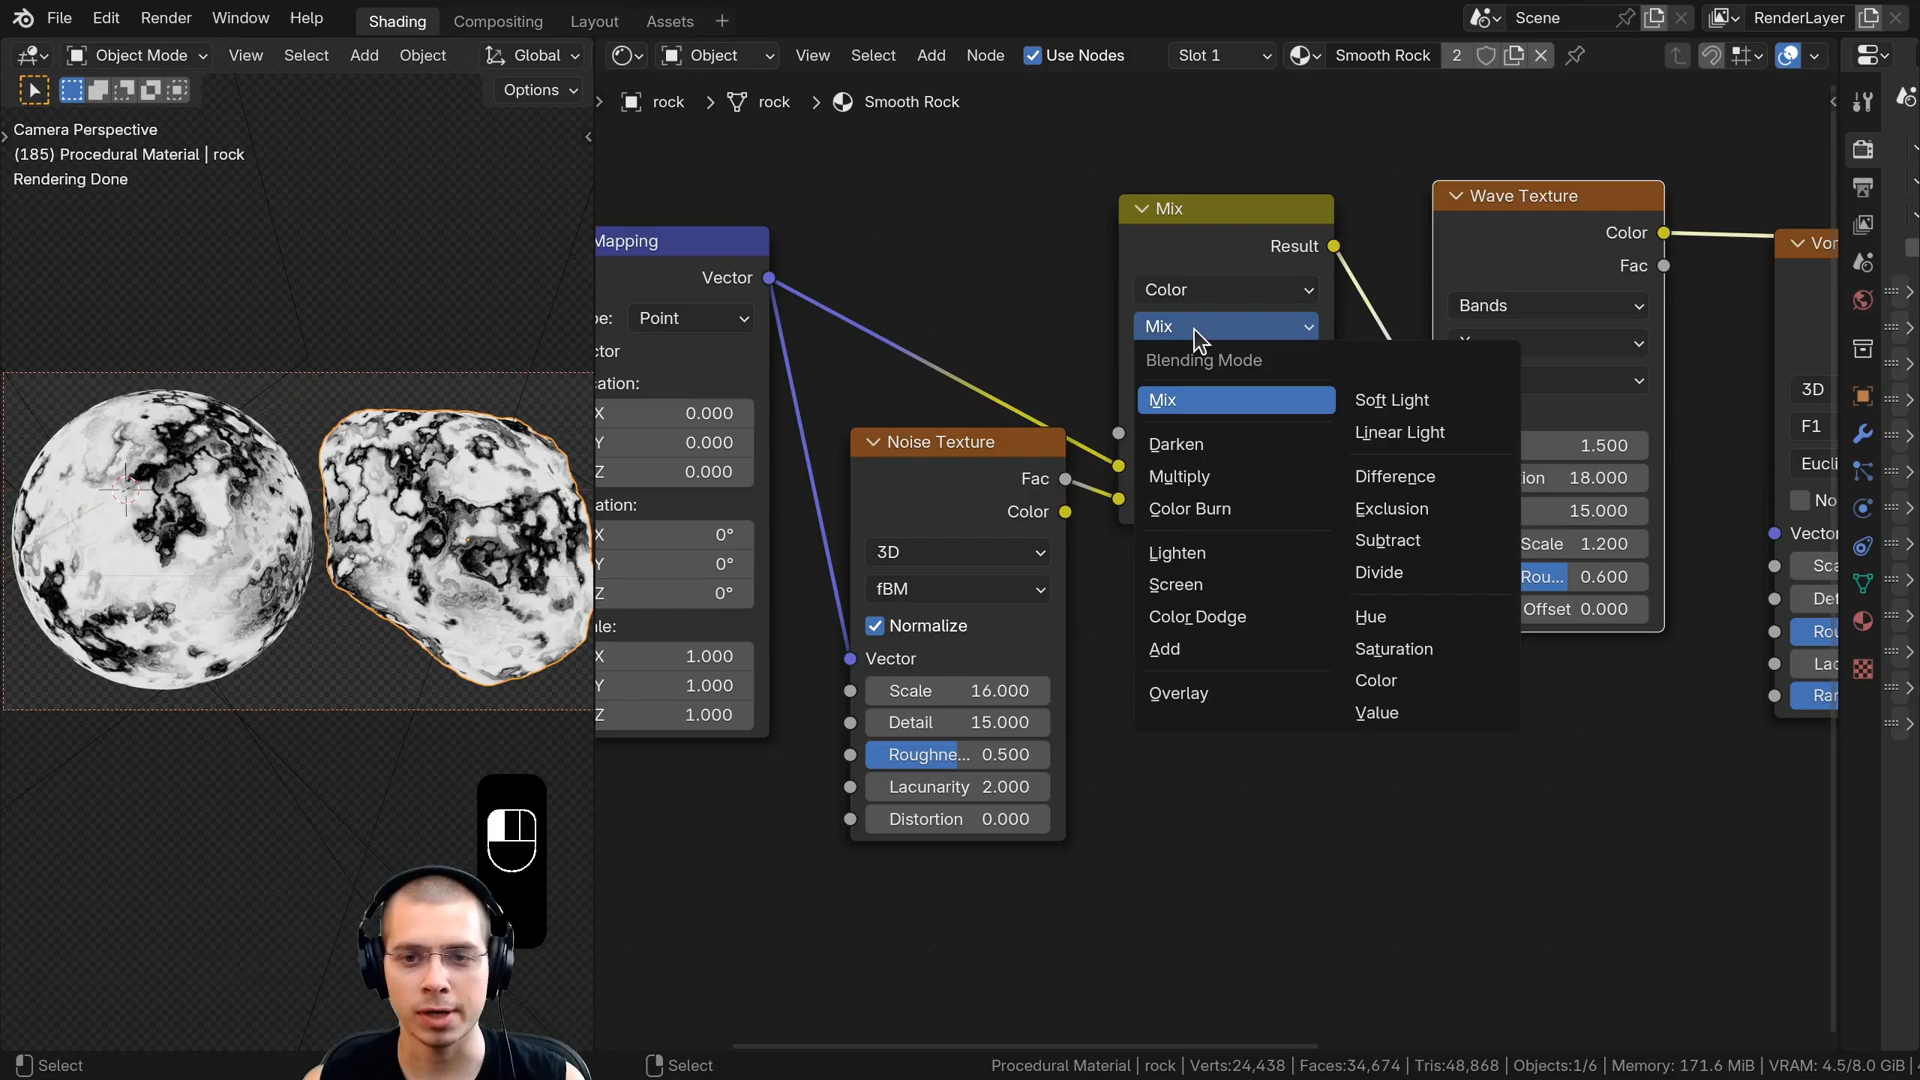 File Edit Render Window Help Shading Compositing Layout Assets + Scene RenderLayer
Object Mode View Select Add Object Global Object View Select Add Node Use Nodes Slot 1 Smooth Rock 2
Options
rock > rock > Smooth Rock
Camera Perspective
(185) Procedural Material | rock
Rendering Done
Mapping
Vector
Point
X 0.000
Y 0.000
Z 0.000
X 0°
Y 0°
Z 0°
X 1.000
Y 1.000
Z 1.000
Noise Texture
Fac
Color
3D
fBM
Normalize
Vector
Scale 16.000
Detail 15.000
Roughne... 0.500
Lacunarity 2.000
Distortion 0.000
Mix
Result
Color
Mix
Blending Mode
Mix
Darken
Multiply
Color Burn
Lighten
Screen
Color Dodge
Add
Overlay
Soft Light
Linear Light
Difference
Exclusion
Subtract
Divide
Hue
Saturation
Color
Value
Wave Texture
Color
Fac
Bands
1.500
18.000
15.000
Scale 1.200
Rou... 0.600
Offset 0.000
3D
F1
Vector
Select
Select
Procedural Material | rock | Verts:24,438 | Faces:34,674 | Tris:48,868 | Objects:1/6 | Memory: 171.6 MiB | VRAM: 4.5/8.0 GiB |